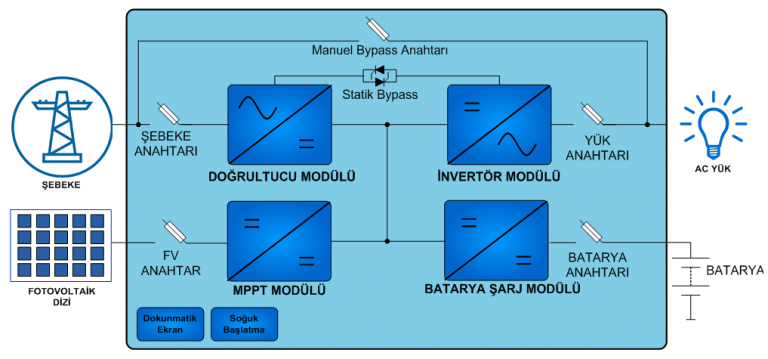 Manuel Bypass Anahtarı
Statik Bypass
ŞEBEKE
ANAHTARI
YÜK
ANAHTARI
ŞEBEKE
DOĞRULTUCU MODÜLÜ
İNVERTÖR MODÜLÜ
AC YÜK
FV
ANAHTAR
BATARYA
ANAHTARI
BATARYA
FOTOVOLTAİK
DİZİ
MPPT MODÜLÜ
BATARYA ŞARJ MODÜLÜ
Dokunmatik
Ekran
Soğuk
Başlatma